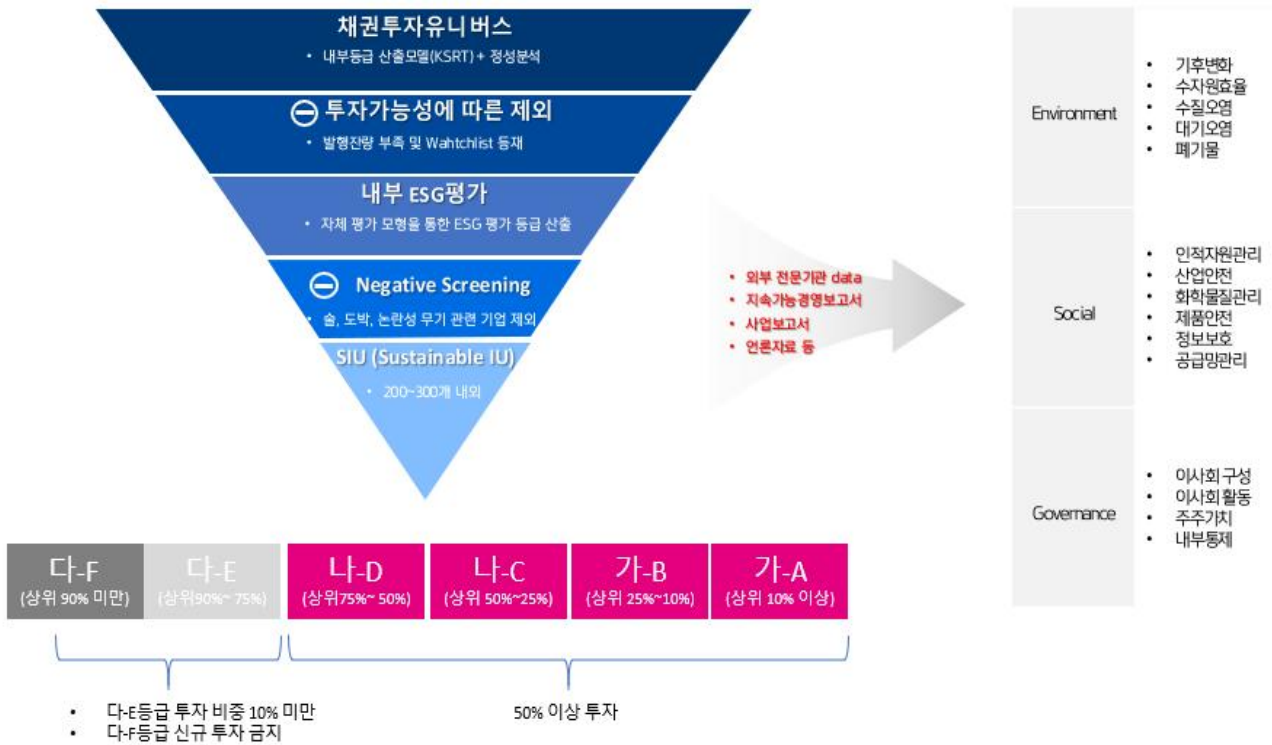 채권투자유니버스
• 내부등급 산출모델(KSRT) + 정성분석
투자가능성에 따른 제외
• 발행잔량 부족 및 Wahtchlist 등재
내부 ESG평가
• 자체 평가 모형을 통한 ESG 평가 등급 산출
Negative Screening
• 술, 도박, 논란성 무기 관련 기업 제외
SIU (Sustainable IU)
• 200~300개 내외
• 외부 전문기관 data
• 지속가능경영보고서
• 사업보고서
• 언론자료 등
Environment
• 기후변화
• 수자원효율
• 수질오염
• 대기오염
• 폐기물
Social
• 인적자원관리
• 산업안전
• 화학물질관리
• 제품안전
• 정보보호
• 공급망관리
Governance
• 이사회 구성
• 이사회 활동
• 주주가치
• 내부통제
다-F
(상위 90% 미만)
다-E
(상위90%~ 75%)
나-D
(상위75%~ 50%)
나-C
(상위 50%~25%)
가-B
(상위 25%~10%)
가-A
(상위 10% 이상)
• 다-E등급 투자 비중 10% 미만
• 다-F등급 신규 투자 금지
50% 이상 투자